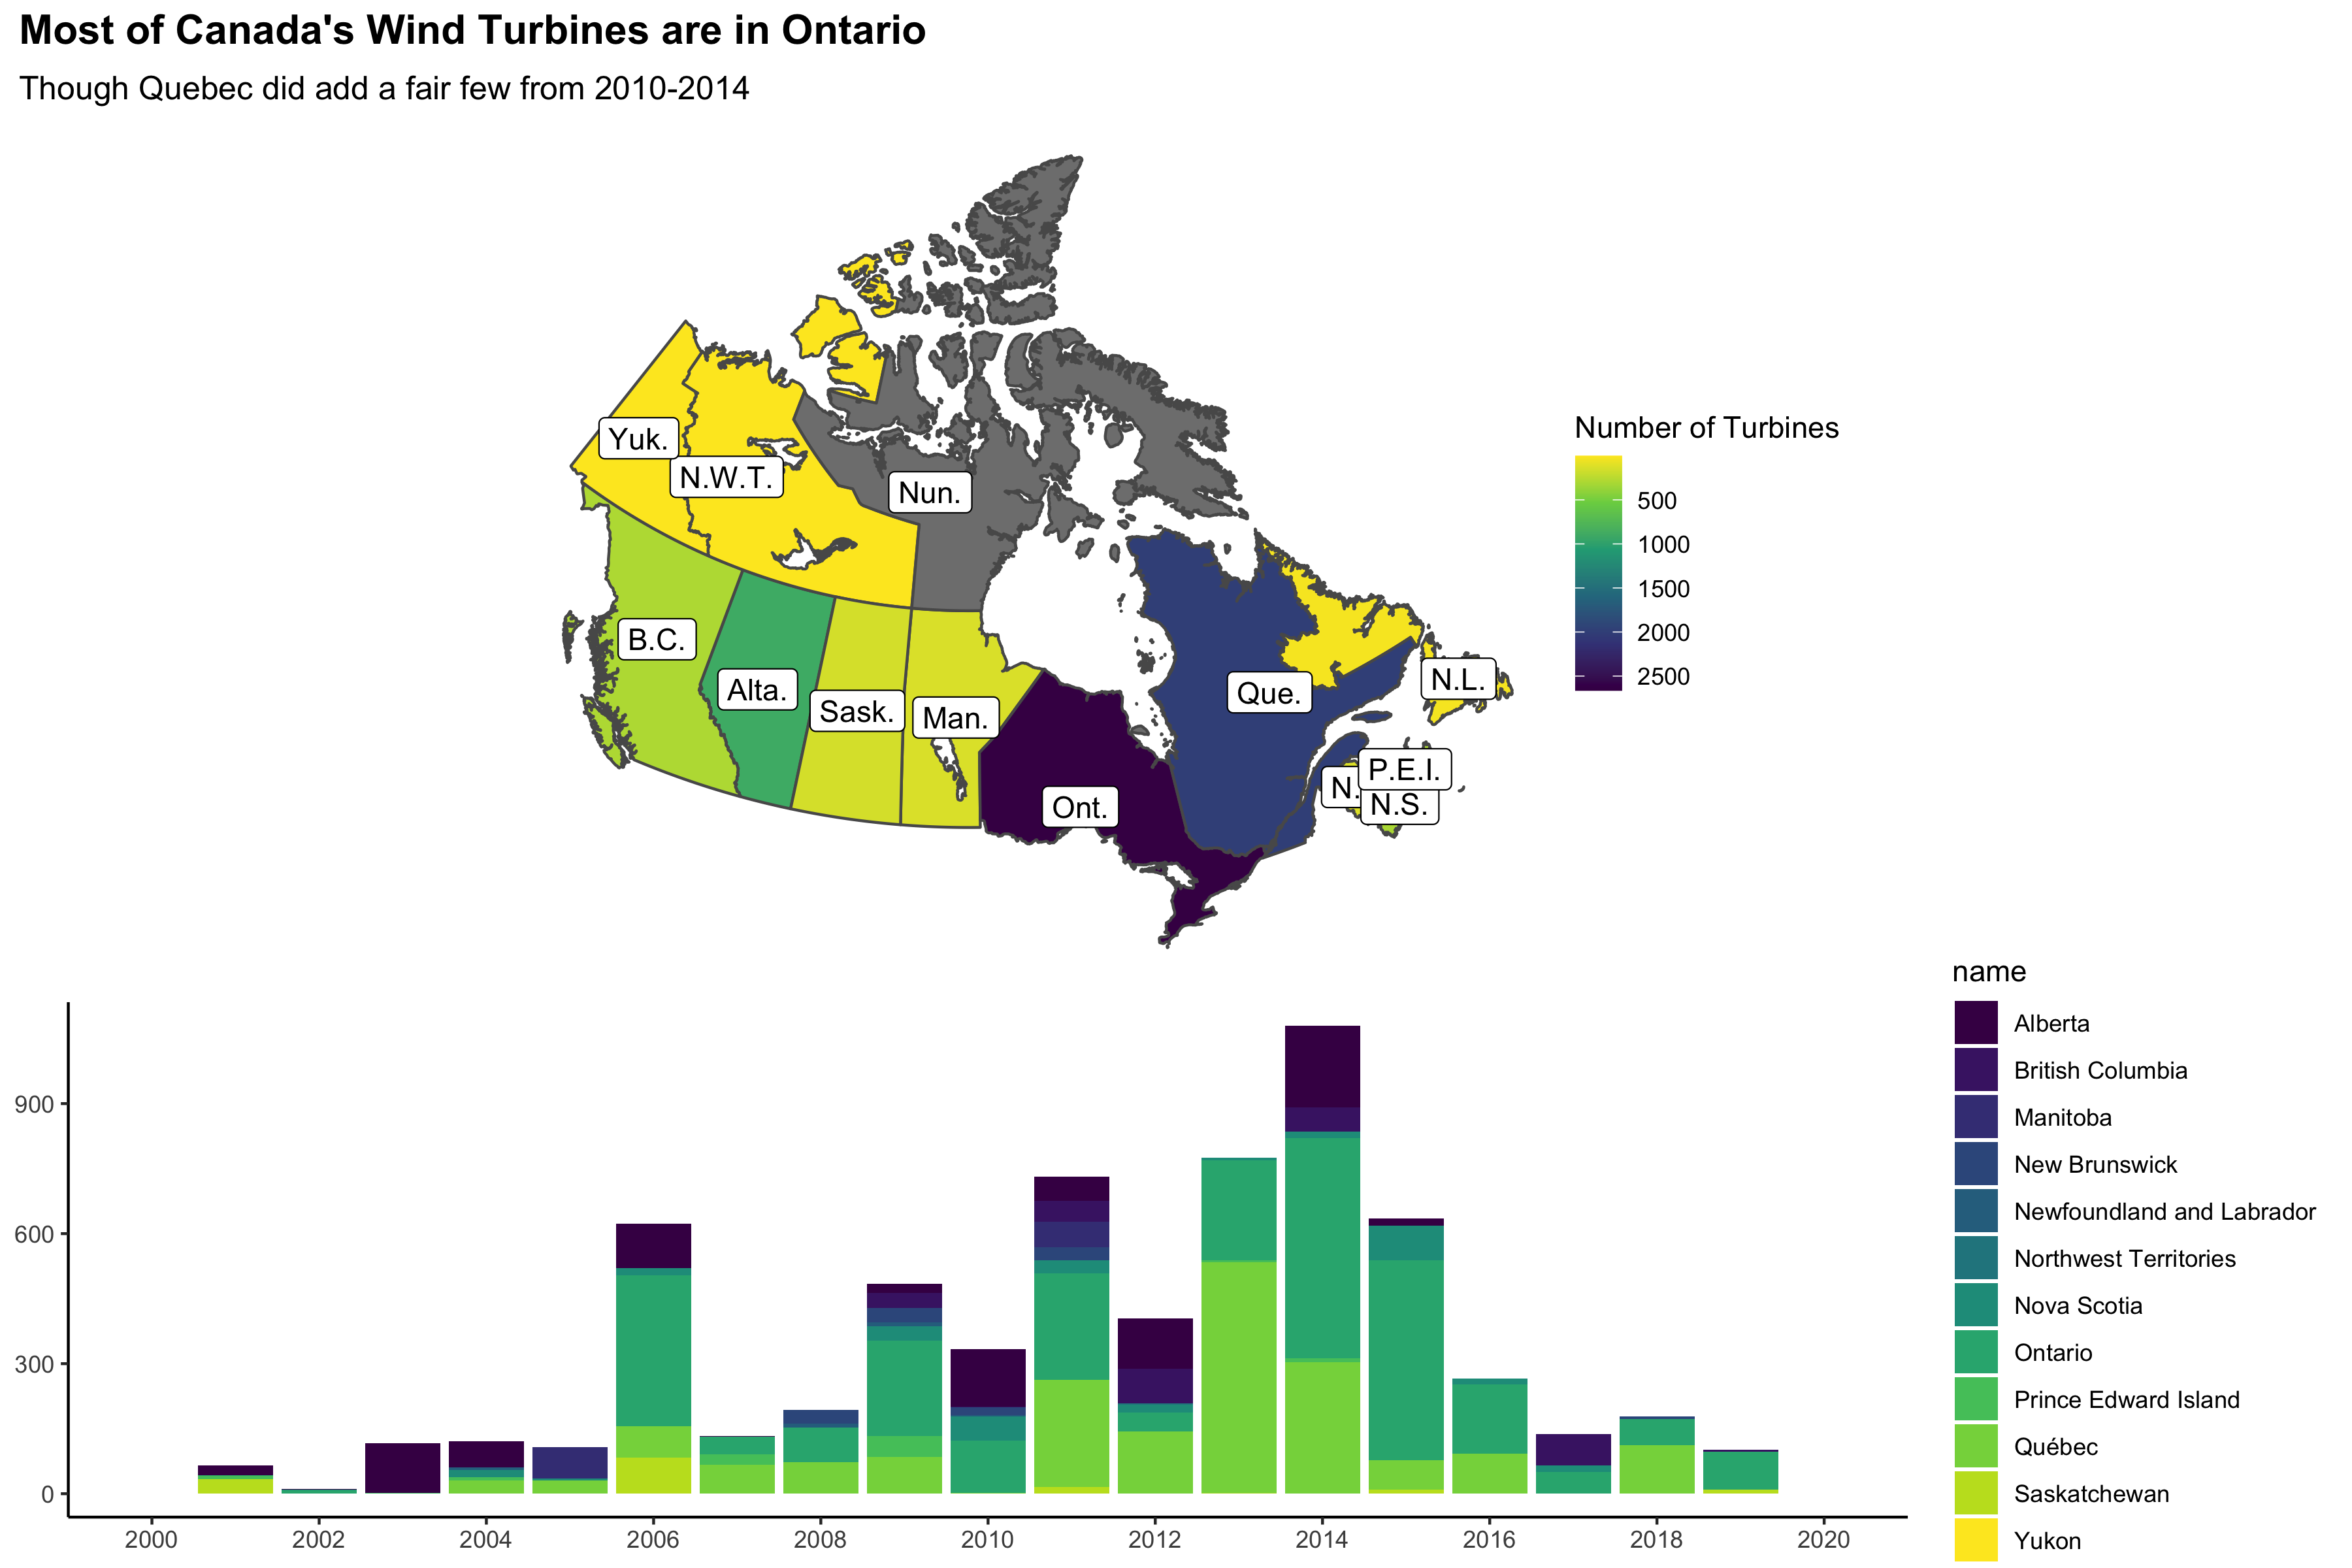 Most of Canada's Wind Turbines are in Ontario
Though Quebec did add a fair few from 2010-2014
Yuk.
N.W.T.
Nun.
B.C.
Alta.
Sask.
Man.
Ont.
Que.
N.L.
P.E.I.
N.
N.S.
Number of Turbines
500
1000
1500
2000
2500
900
600
300
0
2000 2002 2004 2006 2008 2010 2012 2014 2016 2018 2020
name
Alberta
British Columbia
Manitoba
New Brunswick
Newfoundland and Labrador
Northwest Territories
Nova Scotia
Ontario
Prince Edward Island
Québec
Saskatchewan
Yukon